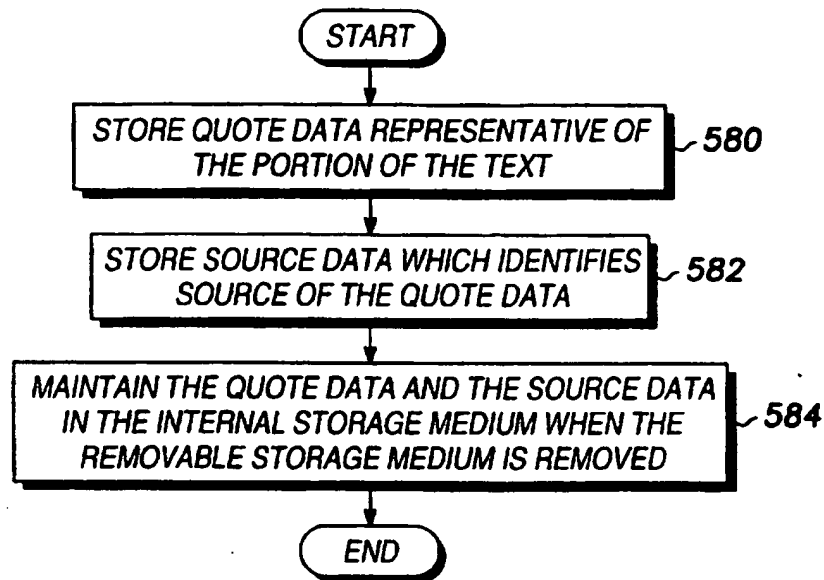 START
STORE QUOTE DATA REPRESENTATIVE OF
THE PORTION OF THE TEXT
580
STORE SOURCE DATA WHICH IDENTIFIES
SOURCE OF THE QUOTE DATA
582
MAINTAIN THE QUOTE DATA AND THE SOURCE DATA
IN THE INTERNAL STORAGE MEDIUM WHEN THE
REMOVABLE STORAGE MEDIUM IS REMOVED
584
END